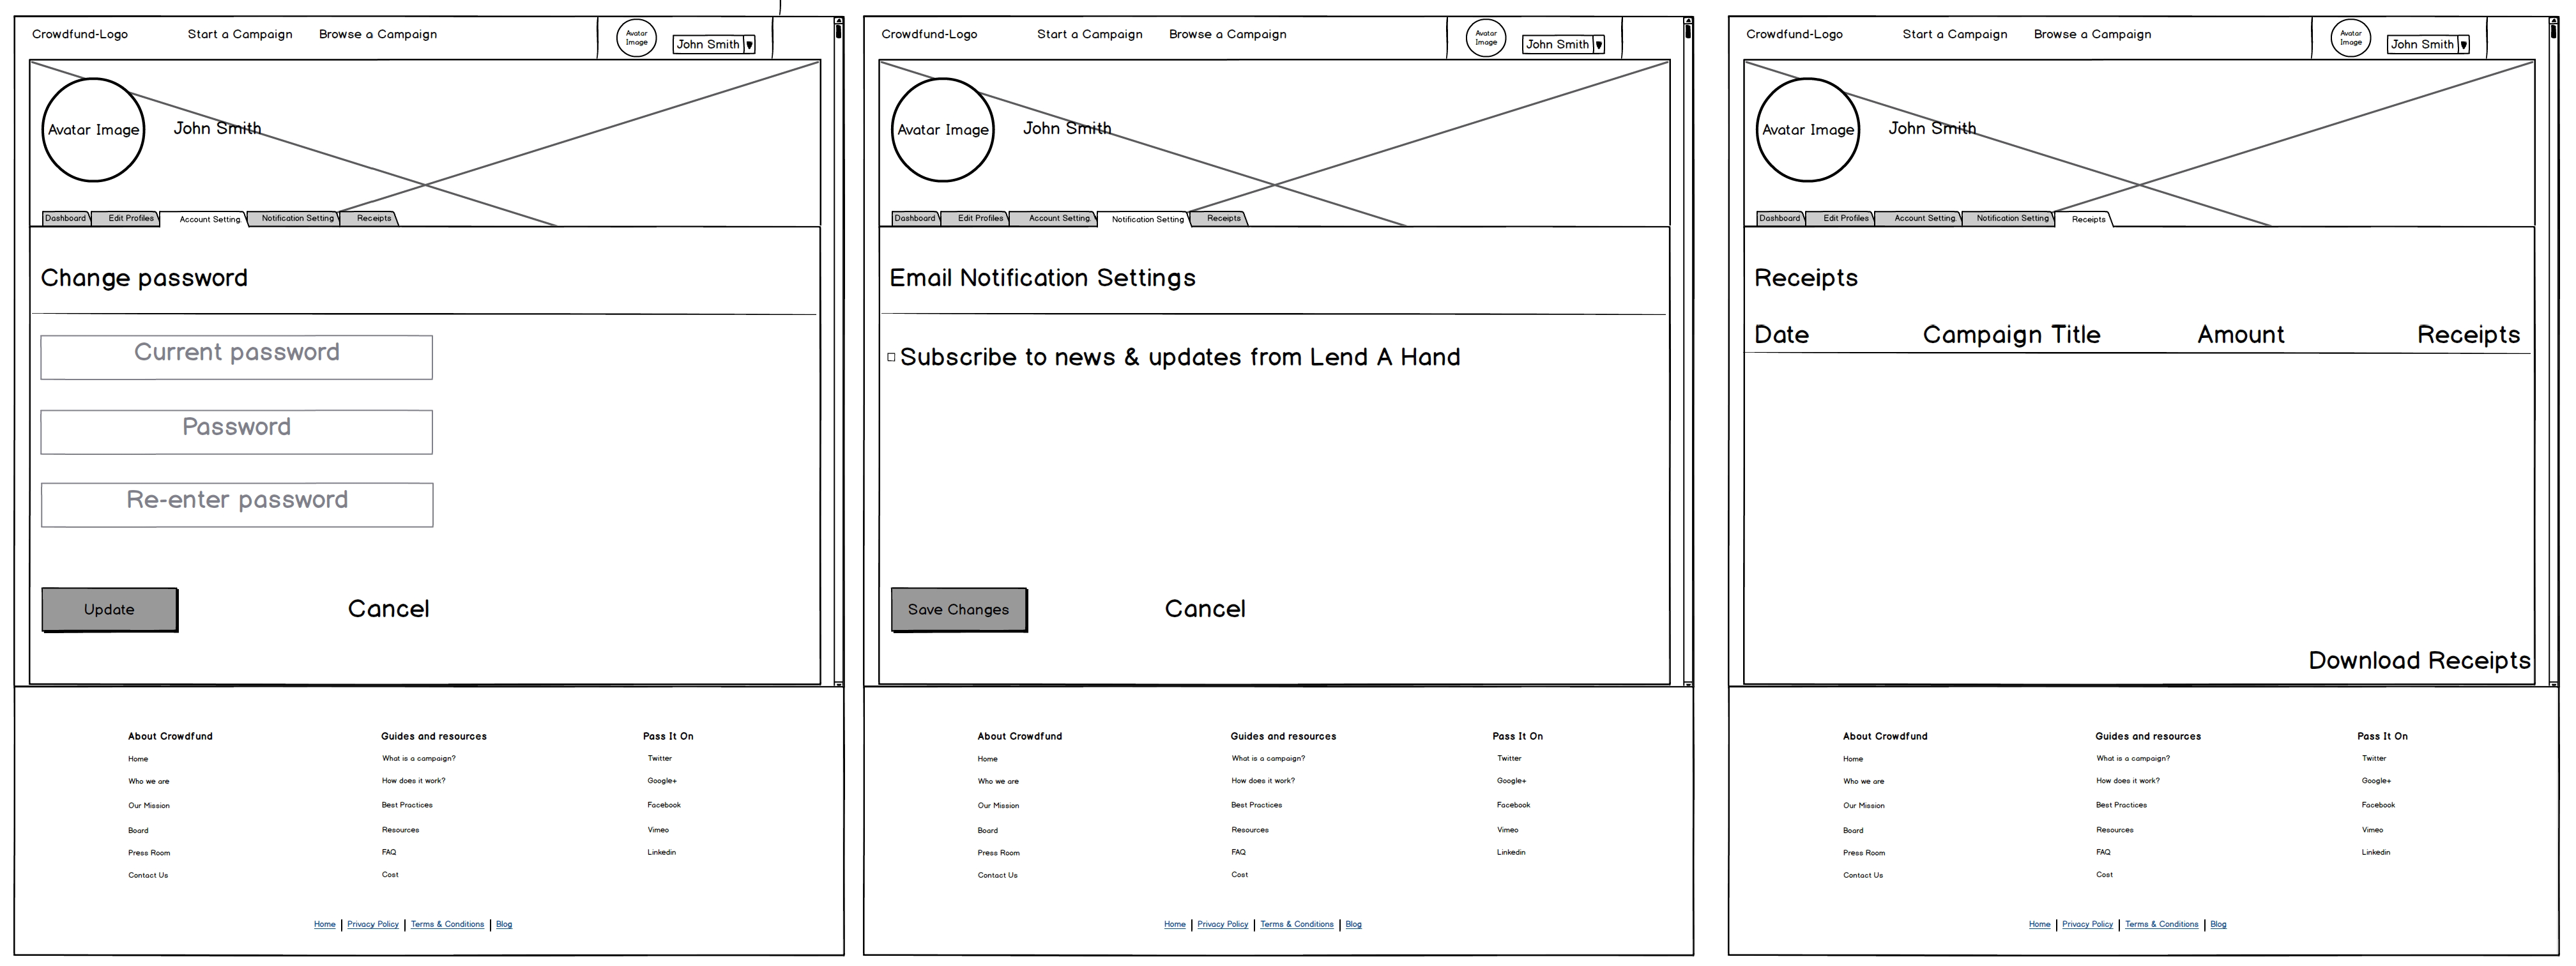 Crowdfund-Logo Start a Campaign Browse a Campaign Avatar Image John Smith
Avatar Image John Smith
Dashboard Edit Profiles Account Setting Notification Setting Receipts
Change password
Current password
Password
Re-enter password
Update Cancel
About Crowdfund Guides and resources Pass It On
Home What is a campaign? Twitter
Who we are How does it work? Google+
Our Mission Best Practices Facebook
Board Resources Vimeo
Press Room FAQ Linkedin
Contact Us Cost
Home | Privacy Policy | Terms & Conditions | Blog
Crowdfund-Logo Start a Campaign Browse a Campaign Avatar Image John Smith
Avatar Image John Smith
Dashboard Edit Profiles Account Setting Notification Setting Receipts
Email Notification Settings
Subscribe to news & updates from Lend A Hand
Save Changes Cancel
About Crowdfund Guides and resources Pass It On
Home What is a campaign? Twitter
Who we are How does it work? Google+
Our Mission Best Practices Facebook
Board Resources Vimeo
Press Room FAQ Linkedin
Contact Us Cost
Home | Privacy Policy | Terms & Conditions | Blog
Crowdfund-Logo Start a Campaign Browse a Campaign Avatar Image John Smith
Avatar Image John Smith
Dashboard Edit Profiles Account Setting Notification Setting Receipts
Receipts
Date Campaign Title Amount Receipts
Download Receipts
About Crowdfund Guides and resources Pass It On
Home What is a campaign? Twitter
Who we are How does it work? Google+
Our Mission Best Practices Facebook
Board Resources Vimeo
Press Room FAQ Linkedin
Contact Us Cost
Home | Privacy Policy | Terms & Conditions | Blog